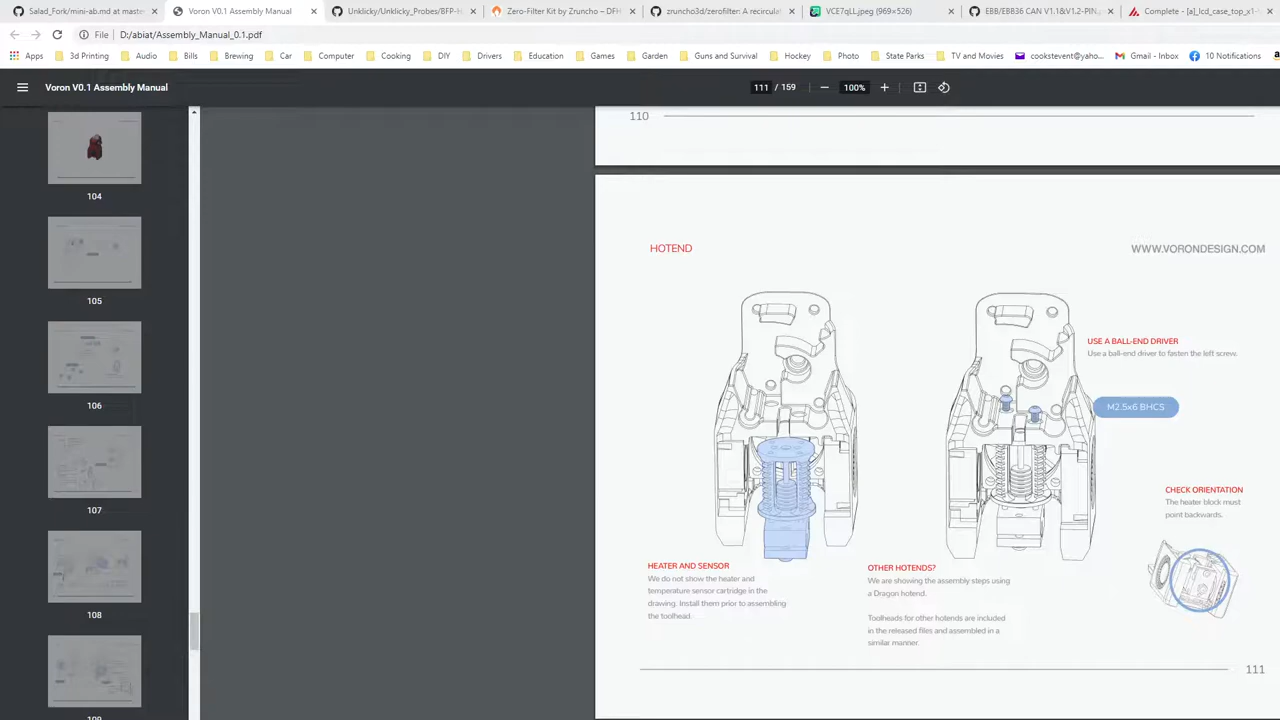 Salad_Fork/mini-ab.md at master
Voron V0.1 Assembly Manual
Unklicky/Unklicky_Probes/BFP-H
Zero-Filter Kit by Zruncho – DFH
zruncho3d/zerofilter: A recirculat
VCE7qLL.jpeg (969×526)
EBB/EBB36 CAN V1.1&V1.2-PIN.
Complete - [a]_lcd_case_top_x1-
File | D:/abiat/Assembly_Manual_0.1.pdf
Apps 3d Printing Audio Bills Brewing Computer Cooking DIY Drivers Education Games Garden Guns and Survival Hockey Photo State Parks TV and Movies cookstevent@yahoo... Gmail - Inbox 10 Notifications
Voron V0.1 Assembly Manual
111 / 159
100%
104
105
106
107
108
110
HOTEND
WWW.VORONDESIGN.COM
USE A BALL-END DRIVER
Use a ball-end driver to fasten the left screw.
M2.5x6 BHCS
CHECK ORIENTATION
The heater block must
point backwards.
HEATER AND SENSOR
We do not show the heater and
temperature sensor cartridge in the
drawing. Install them prior to assembling
the toolhead.
OTHER HOTENDS?
We are showing the assembly steps using
a Dragon hotend.
Toolheads for other hotends are included
in the released files and assembled in a
similar manner.
111